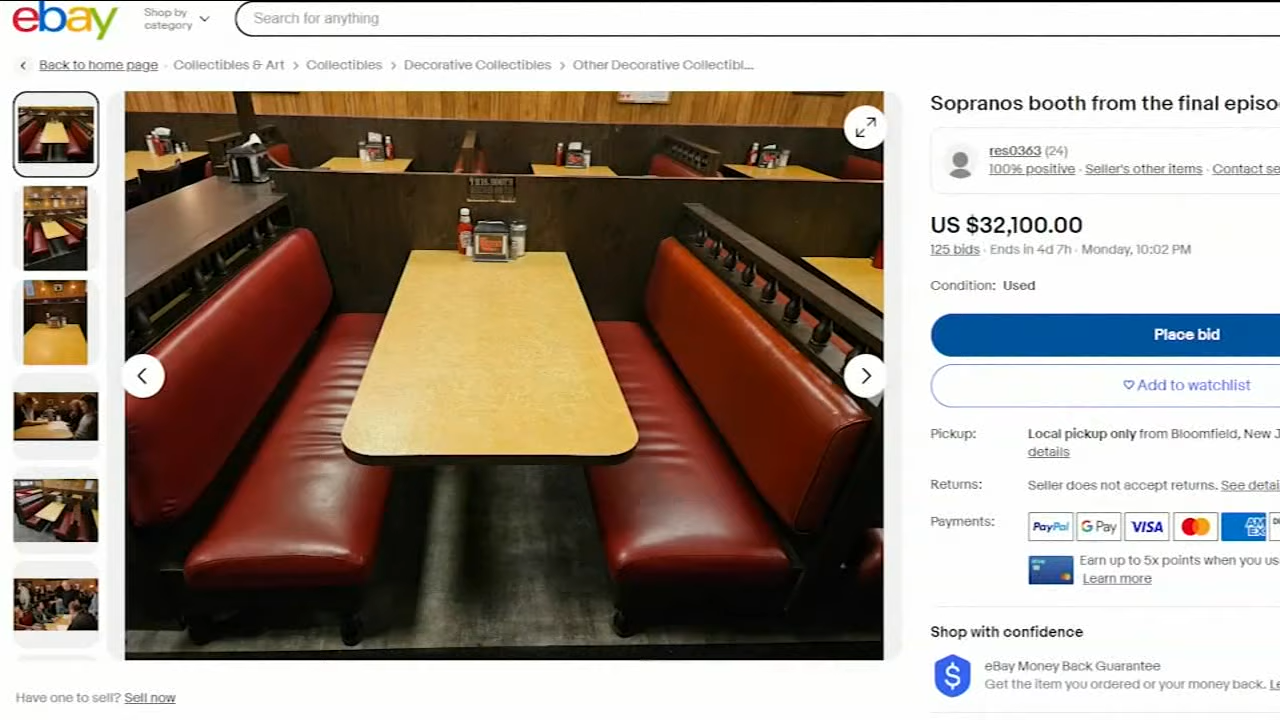 ebay
Shop by
category
Search for anything
Back to home page
Collectibles & Art > Collectibles > Decorative Collectibles > Other Decorative Collectibl...
Sopranos booth from the final episo
res0363 (24)
100% positive · Seller's other items · Contact se
US $32,100.00
125 bids · Ends in 4d 7h · Monday, 10:02 PM
Condition: Used
Place bid
Add to watchlist
Pickup: Local pickup only from Bloomfield, New J
details
Returns: Seller does not accept returns. See detai
Payments: PayPal G Pay VISA AM EX
Earn up to 5x points when you us
Learn more
Shop with confidence
eBay Money Back Guarantee
Get the item you ordered or your money back. Le
Have one to sell? Sell now